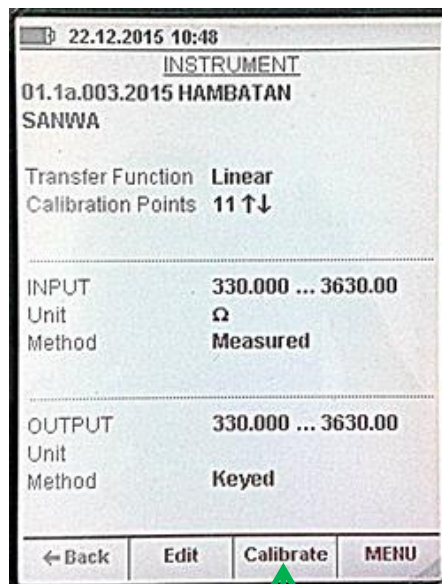 22.12.2015 10:48
INSTRUMENT
01.1a.003.2015 HAMBATAN
SANWA
Transfer Function Linear
Calibration Points 11 ↑↓
INPUT 330.000 ... 3630.00
Unit Ω
Method Measured
OUTPUT 330.000 ... 3630.00
Unit
Method Keyed
← Back Edit Calibrate MENU